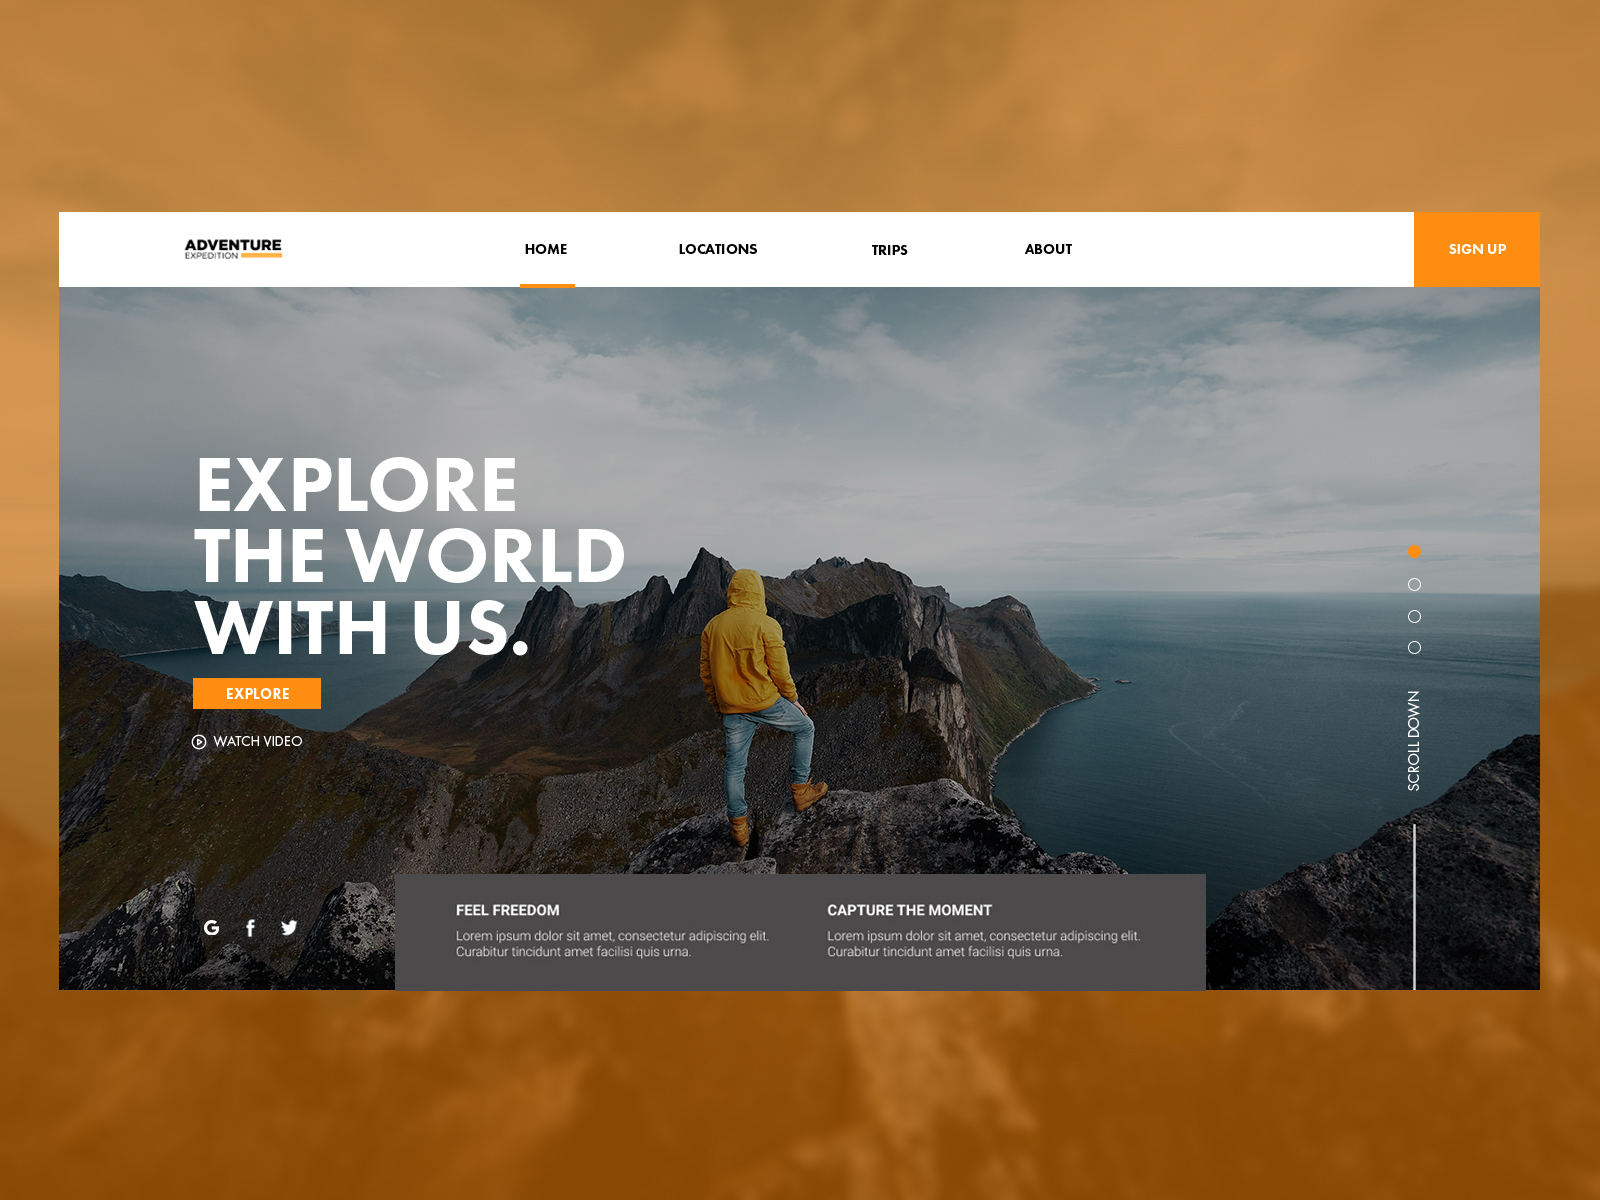 ADVENTURE
EXPEDITION
HOME
LOCATIONS
TRIPS
ABOUT
SIGN UP
EXPLORE
THE WORLD
WITH US.
EXPLORE
WATCH VIDEO
SCROLL DOWN
G f
FEEL FREEDOM
Lorem ipsum dolor sit amet, consectetur adipiscing elit.
Curabitur tincidunt amet facilisi quis urna.
CAPTURE THE MOMENT
Lorem ipsum dolor sit amet, consectetur adipiscing elit.
Curabitur tincidunt amet facilisi quis urna.